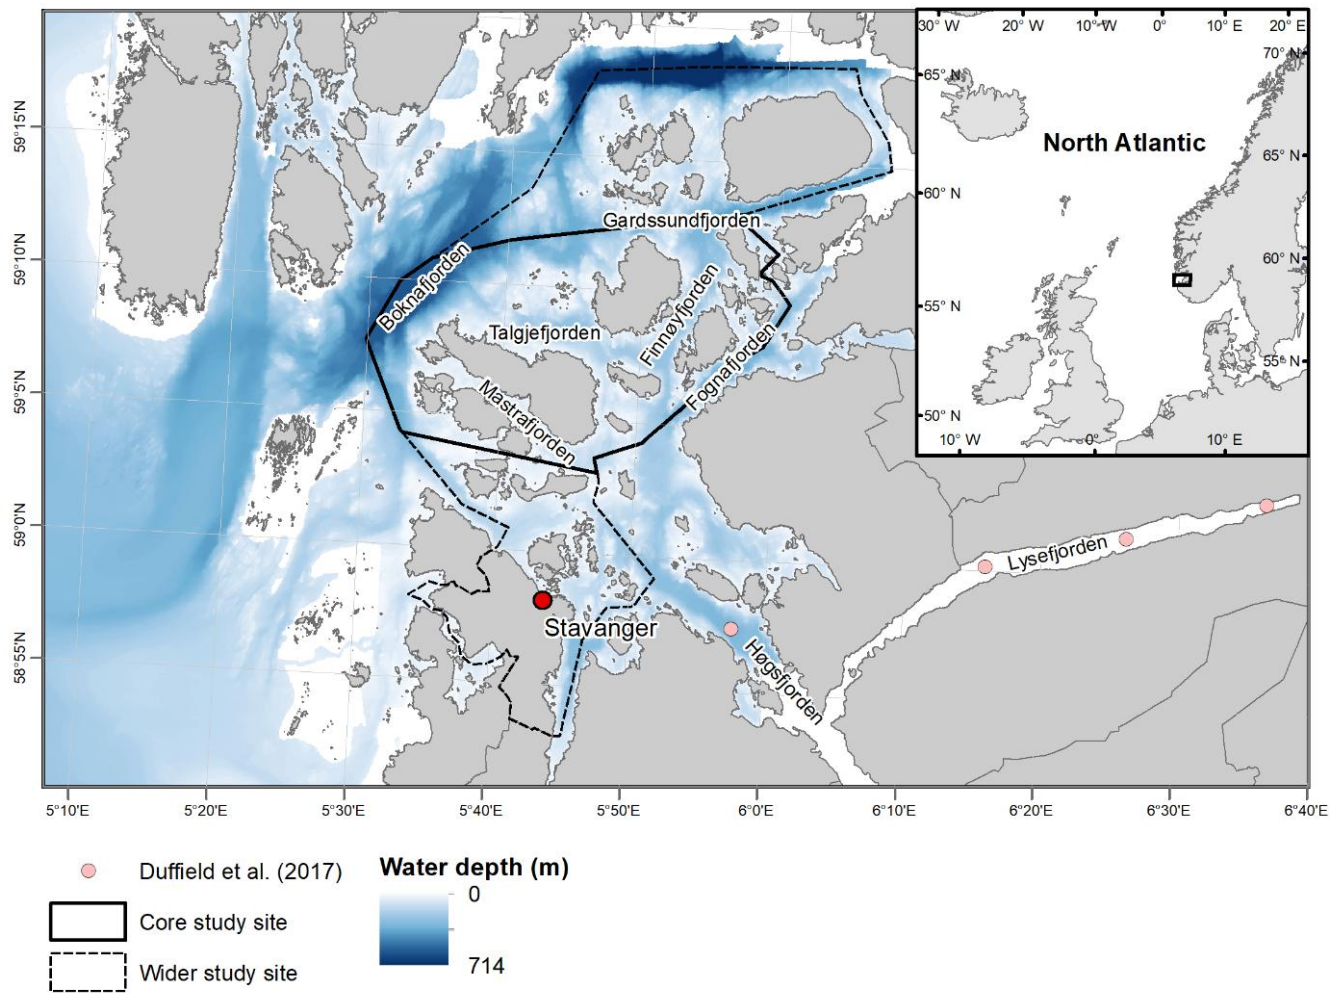 30° W
20° W
10° W
0°
10° E
20° E
70° N
65° N
North Atlantic
65° N
60° N
60° N
55° N
55° N
50° N
10° W
0°
10° E
59°15'N
59°10'N
59°5'N
59°0'N
58°55'N
Gardssundfjorden
Boknafjorden
Finnøyfjorden
Talgjefjorden
Fognafjorden
Mastrafjorden
Lysefjorden
Stavanger
Høgsfjorden
5°10'E
5°20'E
5°30'E
5°40'E
5°50'E
6°0'E
6°10'E
6°20'E
6°30'E
6°40'E
Duffield et al. (2017)
Core study site
Wider study site
Water depth (m)
0
714